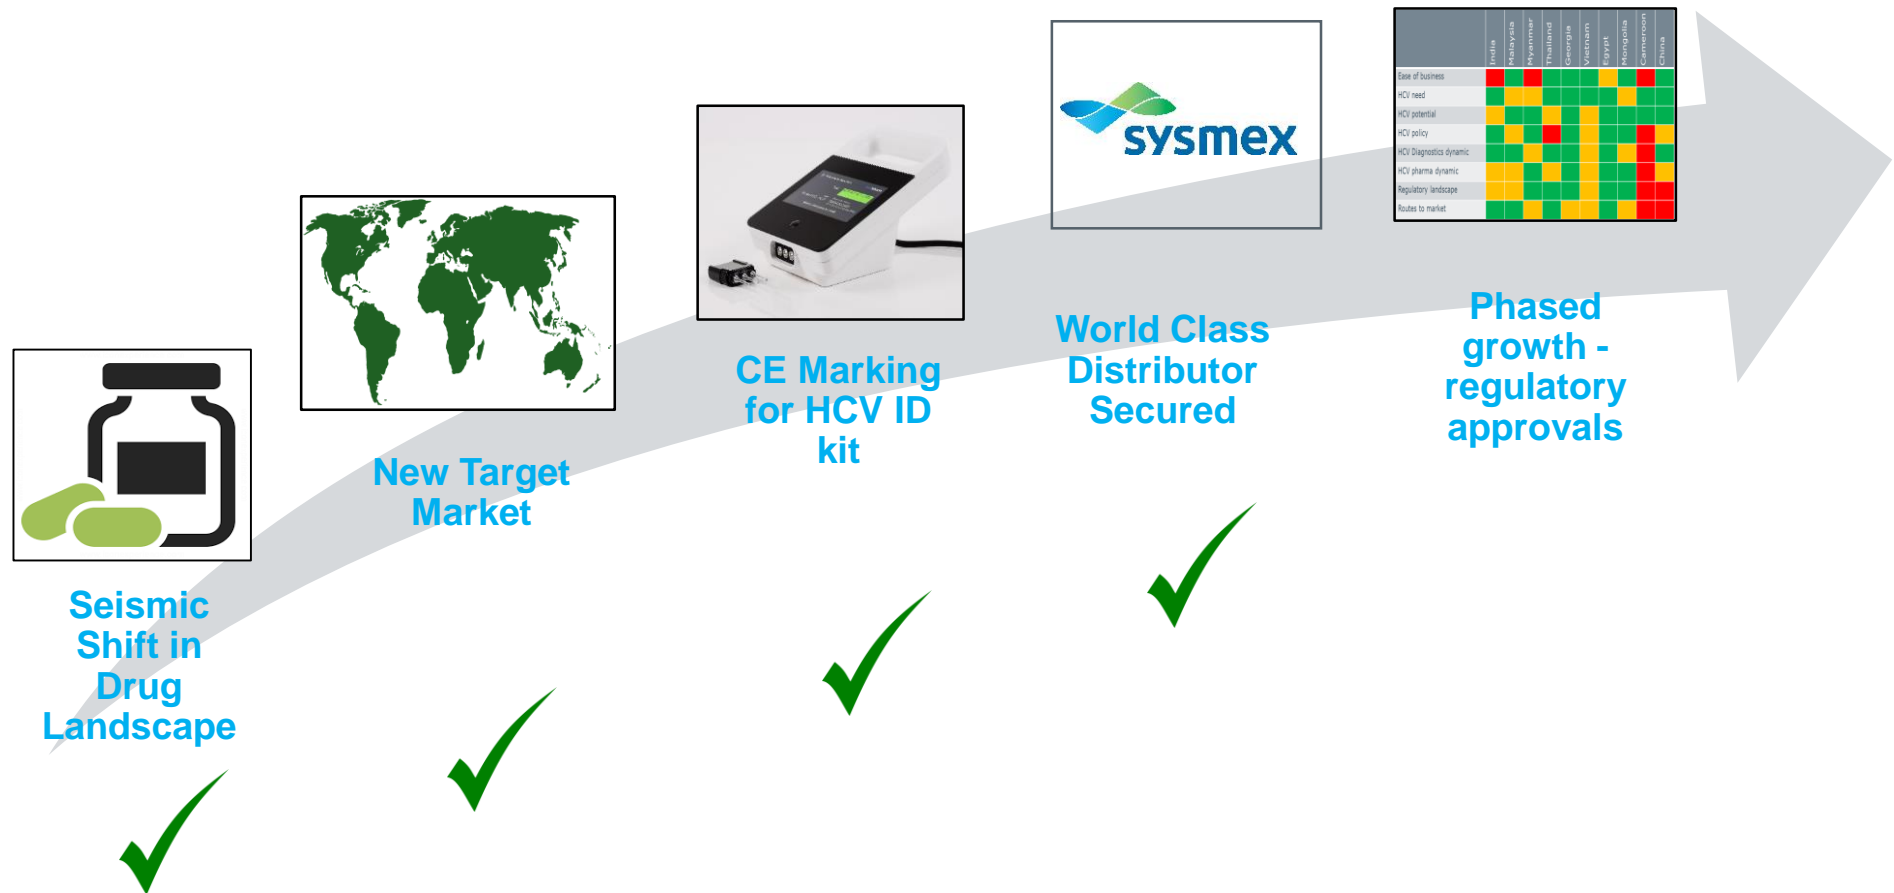 Seismic
Shift in
Drug
Landscape
New Target
Market
CE Marking
for HCV ID
kit
sysmex
World Class
Distributor
Secured
India
Malaysia
Myanmar
Thailand
Georgia
Vietnam
Egypt
Mongolia
Cameroon
China
Ease of business
HCV need
HCV potential
HCV policy
HCV Diagnostics dynamic
HCV pharma dynamic
Regulatory landscape
Routes to market
Phased
growth -
regulatory
approvals